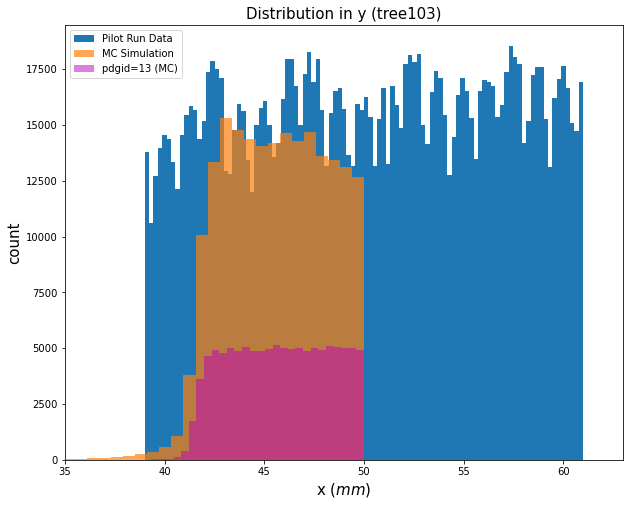 Distribution in y (tree103)
Pilot Run Data
MC Simulation
pdgid=13 (MC)
count
17500
15000
12500
10000
7500
5000
2500
0
35 40 45 50 55 60
x (mm)